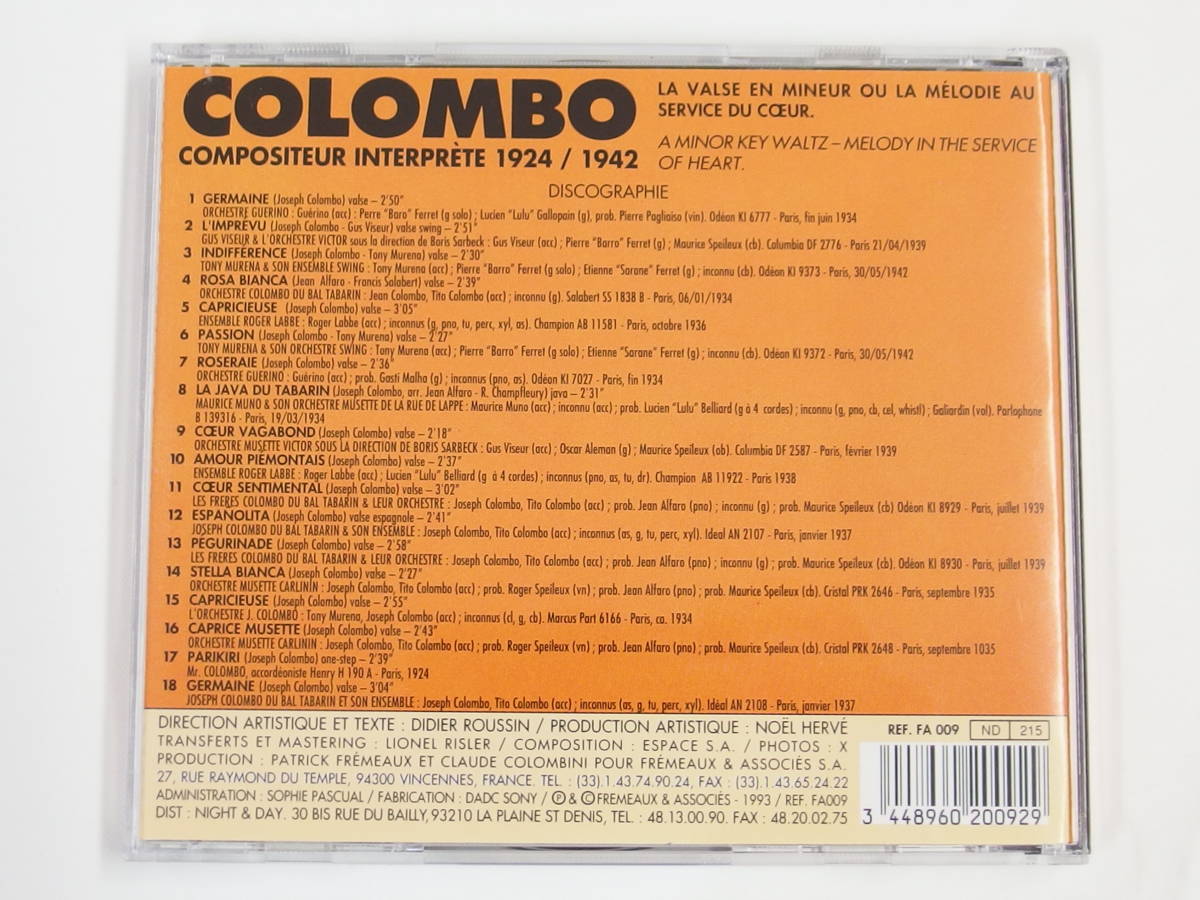 COLOMBO
COMPOSITEUR INTERPRÈTE 1924 / 1942
LA VALSE EN MINEUR OU LA MÉLODIE AU
SERVICE DU CŒUR.
A MINOR KEY WALTZ – MELODY IN THE SERVICE
OF HEART.
DISCOGRAPHIE
1 GERMAINE (Joseph Colombo) valse – 2'50"
ORCHESTRE GUERINO : Guérino (acc) : Perre "Baro" Ferret (g solo) ; Lucien "Lulu" Gallopain (g), prob. Pierre Pagliaiso (vin). Odéon KI 6777 - Paris, fin juin 1934
2 L'IMPRÉVU (Joseph Colombo - Gus Viseur) valse swing – 2'51"
GUS VISEUR & L'ORCHESTRE VICTOR sous la direction de Boris Sarbeck : Gus Viseur (acc) ; Pierre "Barro" Ferret (g) ; Maurice Speileux (cb). Columbia DF 2776 - Paris 21/04/1939
3 INDIFFÉRENCE (Joseph Colombo - Tony Murena) valse – 2'30"
TONY MURENA & SON ENSEMBLE SWING : Tony Murena (acc) ; Pierre "Barro" Ferret (g solo) ; Etienne "Sarane" Ferret (g) ; inconnu (cb). Odéon KI 9373 - Paris, 30/05/1942
4 ROSA BIANCA (Jean Alfaro - Francis Salabert) valse – 2'39"
ORCHESTRE COLOMBO DU BAL TABARIN : Jean Colombo, Tito Colombo (acc) ; inconnu (g). Salabert SS 1838 B - Paris, 06/01/1934
5 CAPRICIEUSE (Joseph Colombo) valse – 3'05"
ENSEMBLE ROGER LABBE : Roger Labbe (acc) ; inconnus (g, pno, tu, perc, xyl, as). Champion AB 11581 - Paris, octobre 1936
6 PASSION (Joseph Colombo - Tony Murena) valse – 2'27"
TONY MURENA & SON ORCHESTRE SWING : Tony Murena (acc) ; Pierre "Barro" Ferret (g solo) ; Etienne "Sarane" Ferret (g) ; inconnu (cb). Odéon KI 9372 - Paris, 30/05/1942
7 ROSERAIE (Joseph Colombo) valse – 2'36"
ORCHESTRE GUERINO : Guérino (acc) ; prob. Gasti Malha (g) ; inconnus (pno, as). Odéon KI 7027 - Paris, fin 1934
8 LA JAVA DU TABARIN (Joseph Colombo, arr. Jean Alfaro - R. Champfleury) java – 2'31"
MAURICE MUNO & SON ORCHESTRE MUSETTE DE LA RUE DE LAPPE : Maurice Muno (acc) ; inconnu (acc) ; prob. Lucien "Lulu" Belliard (g à 4 cordes) ; inconnu (g, pno, cb, cel, whistl) ; Galiardin (vol). Parlophone
B 139316 - Paris, 19/03/1934
9 CŒUR VAGABOND (Joseph Colombo) valse – 2'18"
ORCHESTRE MUSETTE VICTOR SOUS LA DIRECTION DE BORIS SARBECK : Gus Viseur (acc) ; Oscar Aleman (g) ; Maurice Speileux (ob). Columbia DF 2587 - Paris, février 1939
10 AMOUR PIÉMONTAIS (Joseph Colombo) valse – 2'37"
ENSEMBLE ROGER LABBE : Roger Labbe (acc) ; Lucien "Lulu" Belliard (g à 4 cordes) ; inconnus (pno, as, tu, dr). Champion AB 11922 - Paris 1938
11 CŒUR SENTIMENTAL (Joseph Colombo) valse – 3'02"
LES FRÈRES COLOMBO DU BAL TABARIN & LEUR ORCHESTRE : Joseph Colombo, Tito Colombo (acc) ; prob. Jean Alfaro (pno) ; inconnu (g) ; prob. Maurice Speileux (cb) Odéon KI 8929 - Paris, juillet 1939
12 ESPAÑOLITA (Joseph Colombo) valse espagnole – 2'41"
JOSEPH COLOMBO DU BAL TABARIN & SON ENSEMBLE : Joseph Colombo, Tito Colombo (acc) ; inconnus (as, g, tu, perc, xyl). Ideal AN 2107 - Paris, janvier 1937
13 PÉGURINADE (Joseph Colombo) valse – 2'58"
LES FRÈRES COLOMBO DU BAL TABARIN & LEUR ORCHESTRE : Joseph Colombo, Tito Colombo (acc) ; prob. Jean Alfaro (pno) ; inconnu (g) ; prob. Maurice Speileux (cb). Odéon KI 8930 - Paris, juillet 1939
14 STELLA BIANCA (Joseph Colombo) valse – 2'27"
ORCHESTRE MUSETTE CARLININ : Joseph Colombo, Tito Colombo (acc) ; prob. Roger Speileux (vn) ; prob. Jean Alfaro (pno) ; prob. Maurice Speileux (cb). Cristal PRK 2646 - Paris, septembre 1935
15 CAPRICIEUSE (Joseph Colombo) valse – 2'55"
L'ORCHESTRE J. COLOMBO : Tony Murena, Joseph Colombo (acc) ; inconnus (cl, g, cb). Marcus Part 6166 - Paris, ca. 1934
16 CAPRICE MUSETTE (Joseph Colombo) valse – 2'43"
ORCHESTRE MUSETTE CARLININ : Joseph Colombo, Tito Colombo (acc) ; prob. Roger Speileux (vn) ; prob. Jean Alfaro (pno) ; prob. Maurice Speileux (cb). Cristal PRK 2648 - Paris, septembre 1035
17 PARIKIRI (Joseph Colombo) one-step – 2'39"
Mr. COLOMBO, accordéoniste Henry H 190 A - Paris, 1924
18 GERMAINE (Joseph Colombo) valse – 3'04"
JOSEPH COLOMBO DU BAL TABARIN ET SON ENSEMBLE : Joseph Colombo, Tito Colombo (acc) ; inconnus (as, g, tu, perc, xyl). Idéal AN 2108 - Paris, janvier 1937
DIRECTION ARTISTIQUE ET TEXTE : DIDIER ROUSSIN / PRODUCTION ARTISTIQUE : NOËL HERVÉ
TRANSFERTS ET MASTERING : LIONEL RISLER / COMPOSITION : ESPACE S.A. / PHOTOS : X
PRODUCTION : PATRICK FRÉMEAUX ET CLAUDE COLOMBINI POUR FRÉMEAUX & ASSOCIÉS S.A.
27, RUE RAYMOND DU TEMPLE, 94300 VINCENNES, FRANCE. TEL. : (33).1.43.74.90.24, FAX : (33).1.43.65.24.22
ADMINISTRATION : SOPHIE PASCUAL / FABRICATION : DADC SONY / Ⓟ & © FREMEAUX & ASSOCIÉS - 1993 / REF. FA009
DIST : NIGHT & DAY. 30 BIS RUE DU BAILLY, 93210 LA PLAINE ST DENIS, TEL. : 48.13.00.90. FAX : 48.20.02.75
REF. FA 009 ND 215
3 448960 200929